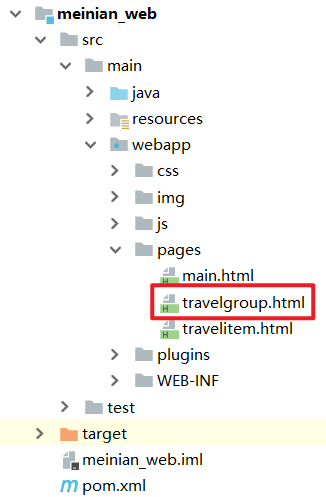 meinian_web
src
main
java
resources
webapp
css
img
js
pages
main.html
travelgroup.html
travelitem.html
plugins
WEB-INF
test
target
meinian_web.iml
pom.xml